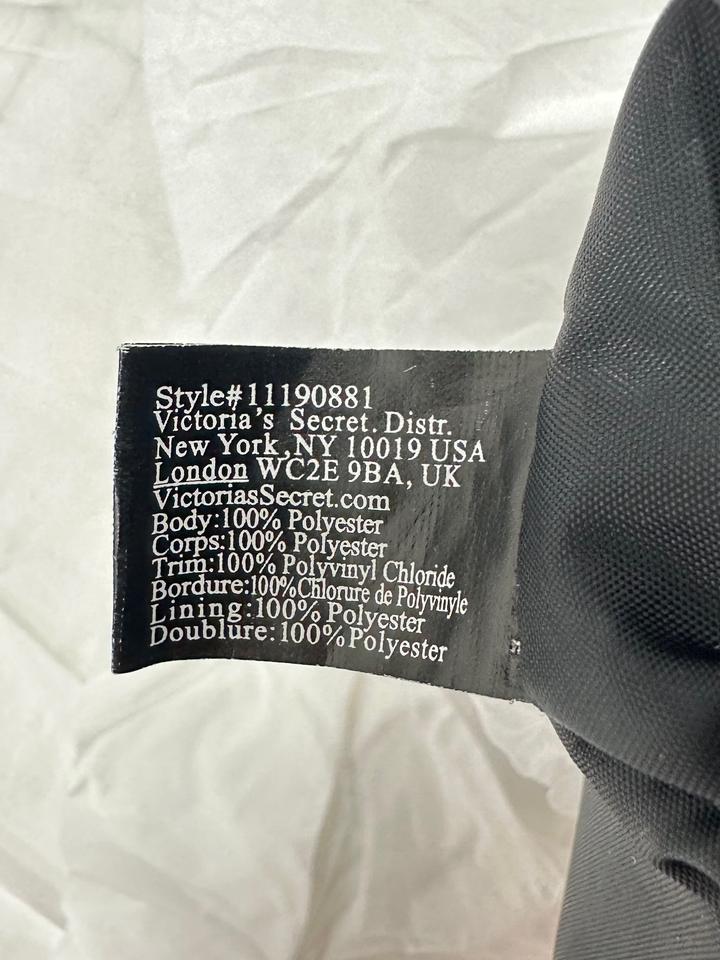 Style#11190881
Victoria's Secret. Distr.
New York,NY 10019 USA
London WC2E 9BA, UK
VictoriasSecret.com
Body:100% Polyester
Corps:100% Polyester
Trim:100% Polyvinyl Chloride
Bordure:100%Chlorure de Polyvinyle
Lining:100% Polyester
Doublure:100%Polyester